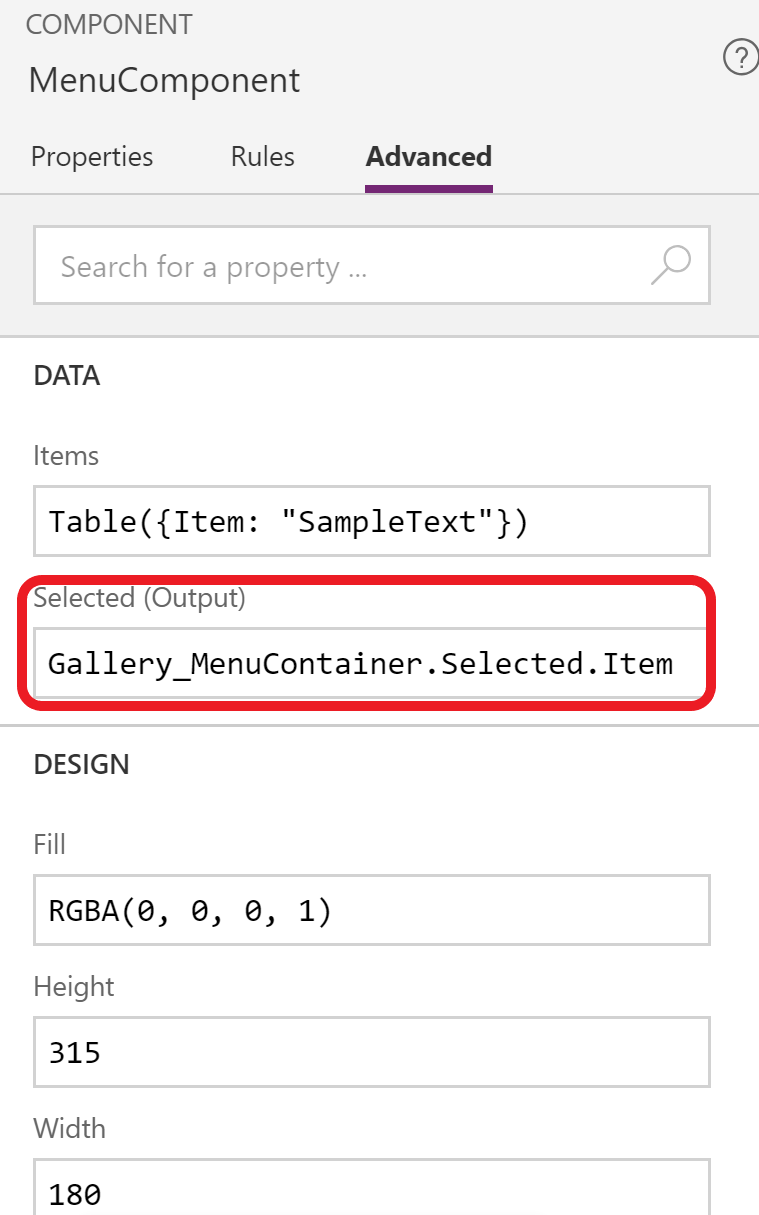 COMPONENT
?
MenuComponent
Properties Rules Advanced
Search for a property ...
DATA
Items
Table({Item: "SampleText"})
Selected (Output)
Gallery_MenuContainer.Selected.Item
DESIGN
Fill
RGBA(0, 0, 0, 1)
Height
315
Width
180